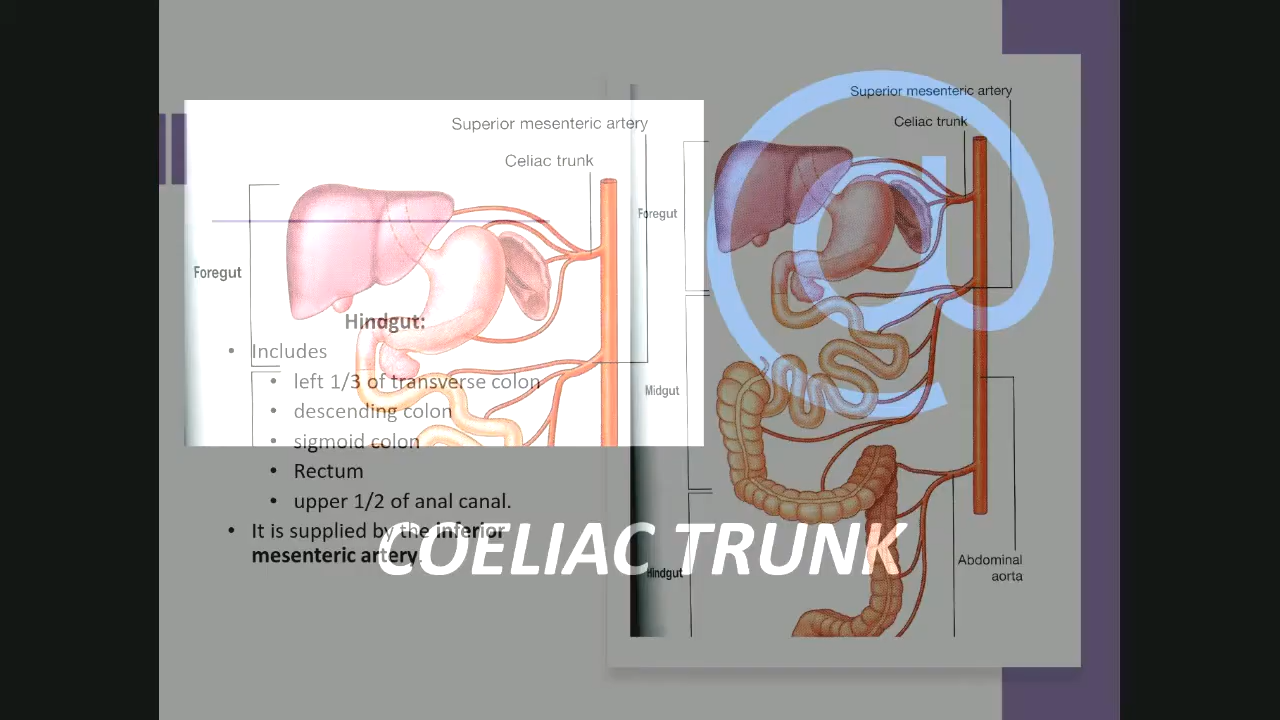 Superior mesenteric artery
Celiac trunk
Foregut
Hindgut:
• Includes
• left 1/3 of transverse colon
• descending colon
• sigmoid colon
• Rectum
• upper 1/2 of anal canal.
• It is supplied by the inferior
mesenteric artery
COELIAC TRUNK
Superior mesenteric artery
Celiac trunk
Foregut
Midgut
Hindgut
Abdominal
aorta
@